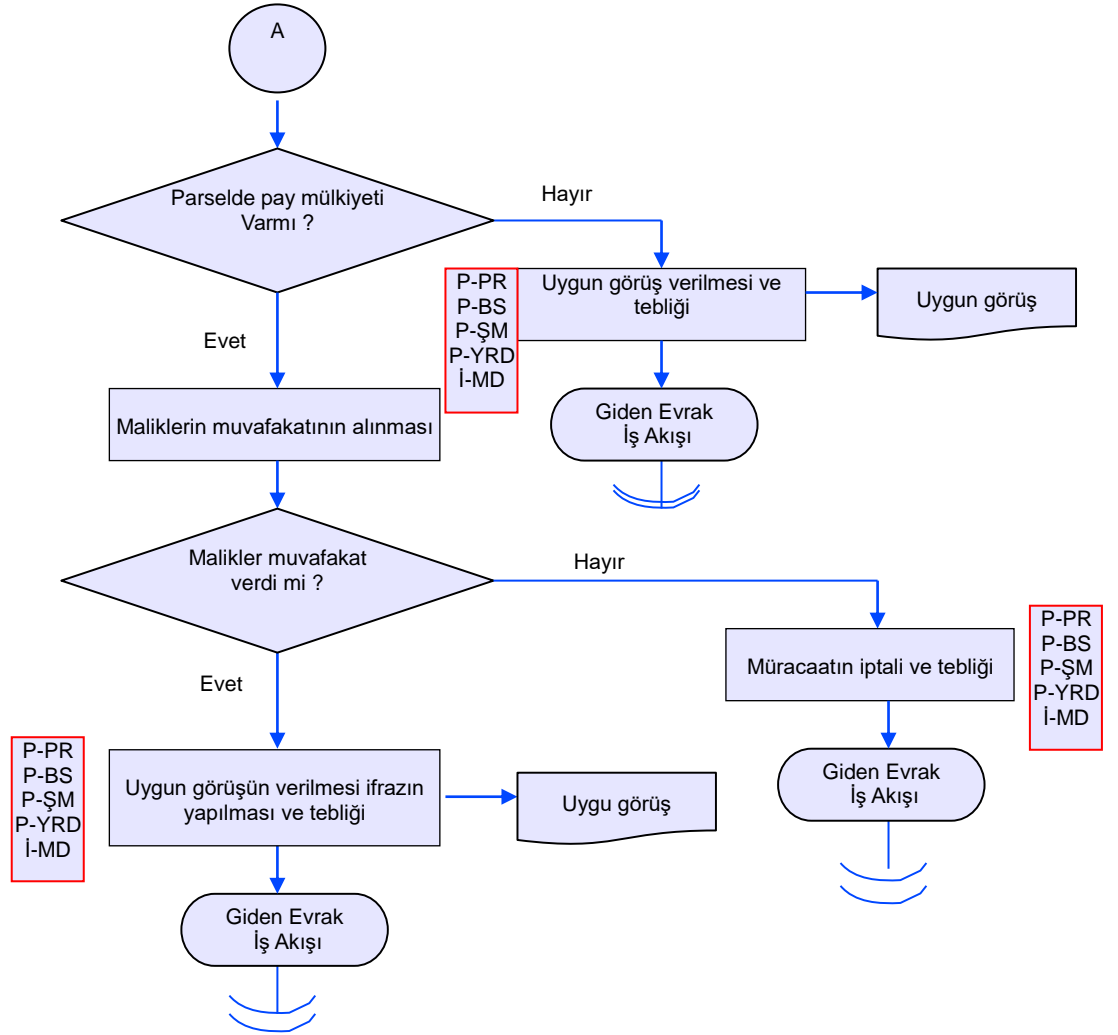 A
Parselde pay mülkiyeti
Varmı ?
Hayır
P-PR
P-BS
P-ŞM
P-YRD
İ-MD
Uygun görüş verilmesi ve
tebliği
Uygun görüş
Evet
Giden Evrak
İş Akışı
Maliklerin muvafakatının alınması
Malikler muvafakat
verdi mi ?
Hayır
P-PR
P-BS
P-ŞM
P-YRD
İ-MD
Müracaatın iptali ve tebliği
Evet
Giden Evrak
İş Akışı
P-PR
P-BS
P-ŞM
P-YRD
İ-MD
Uygun görüşün verilmesi ifrazın
yapılması ve tebliği
Uygu görüş
Giden Evrak
İş Akışı